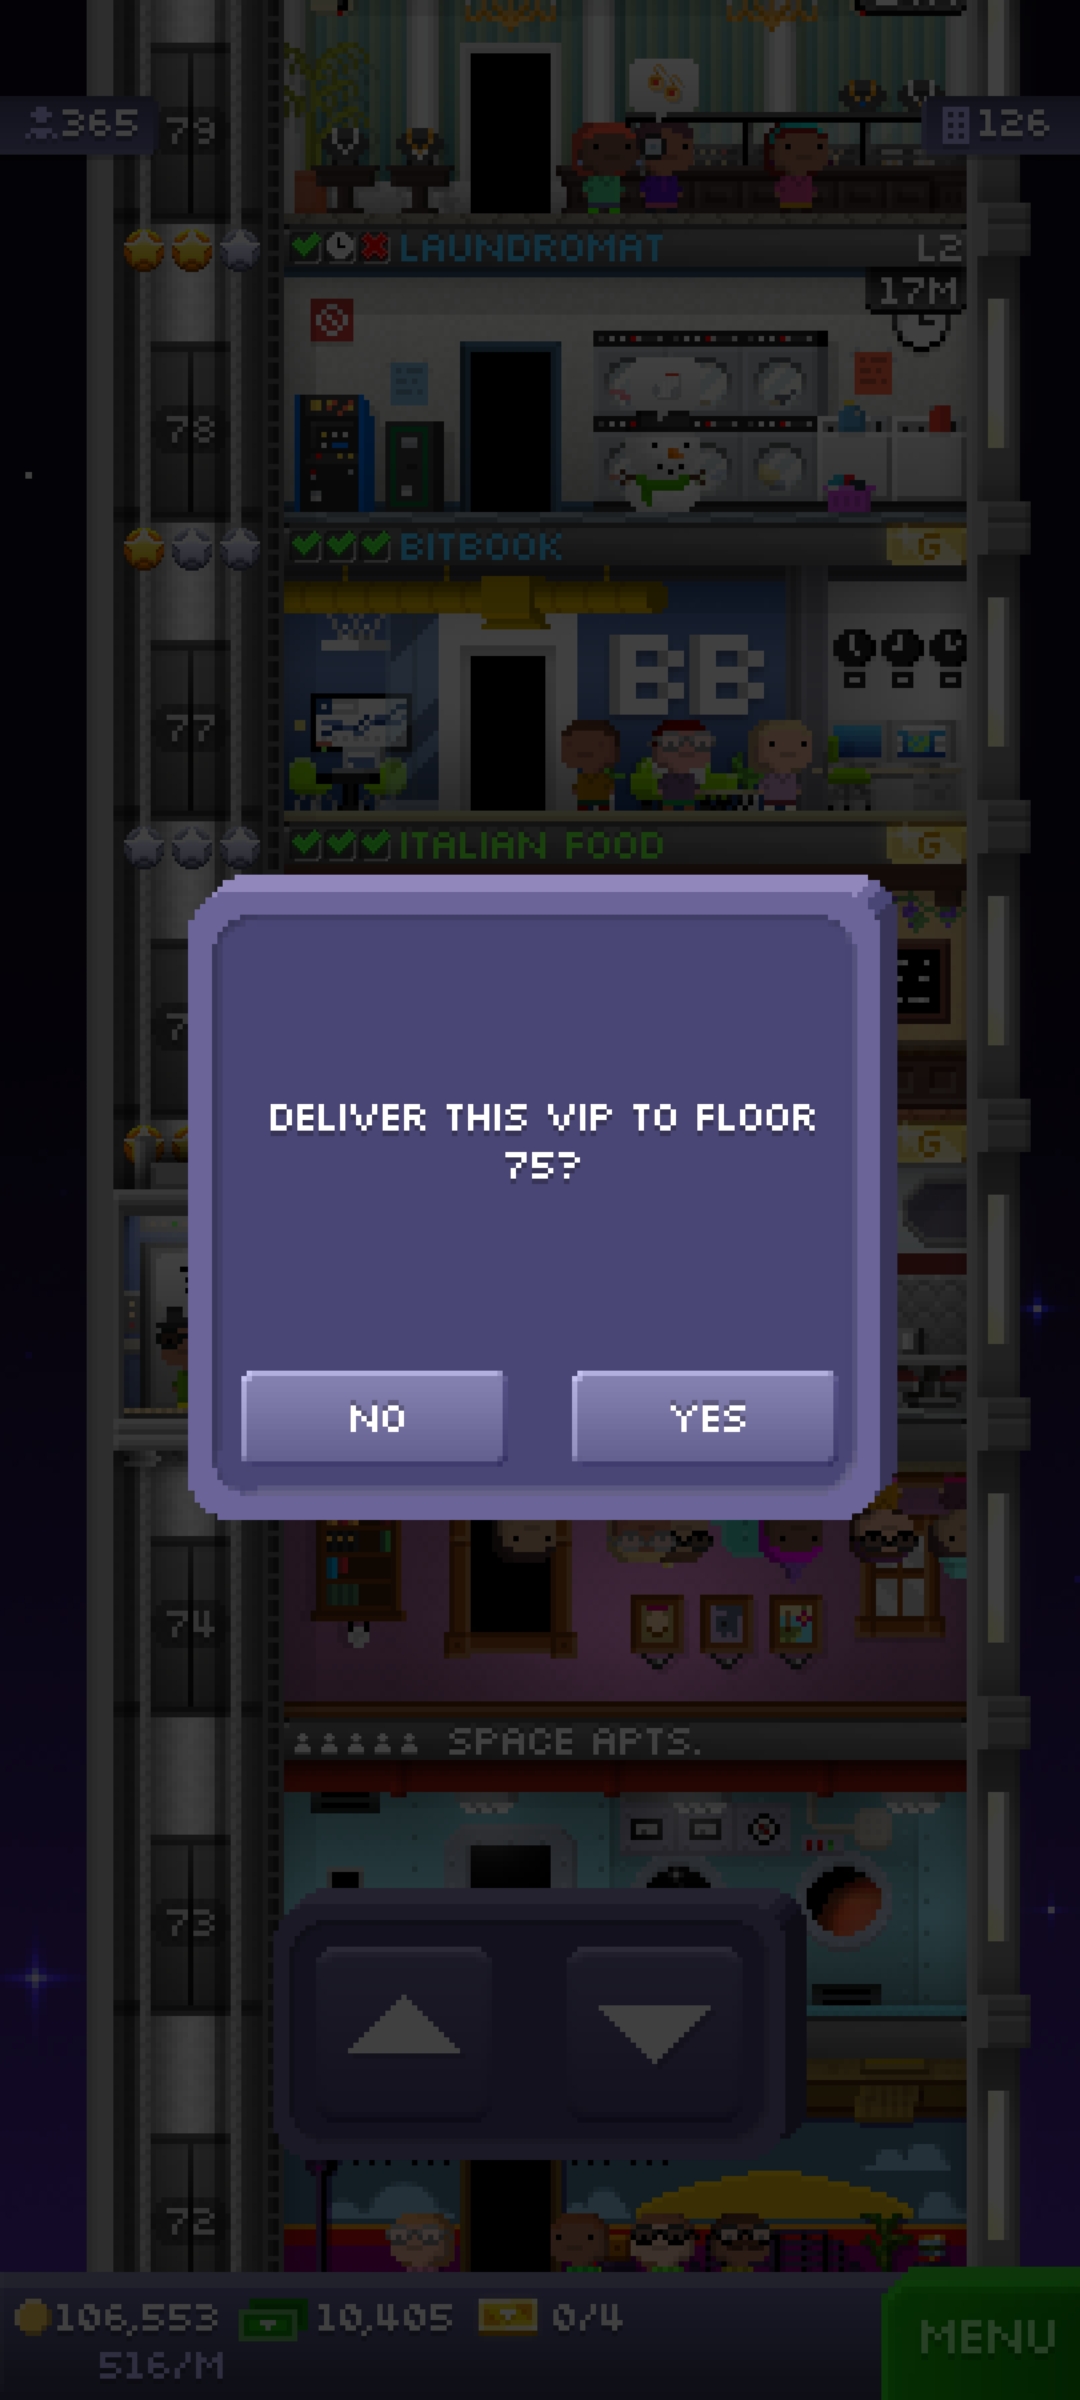 365
79
126
LAUNDROMAT
L2
17M
78
BITBOOK
G
BB
77
ITALIAN FOOD
G
G
DELIVER THIS VIP TO FLOOR
75?
NO
YES
74
SPACE APTS.
73
72
106,553
10,405
0/4
516/M
MENU